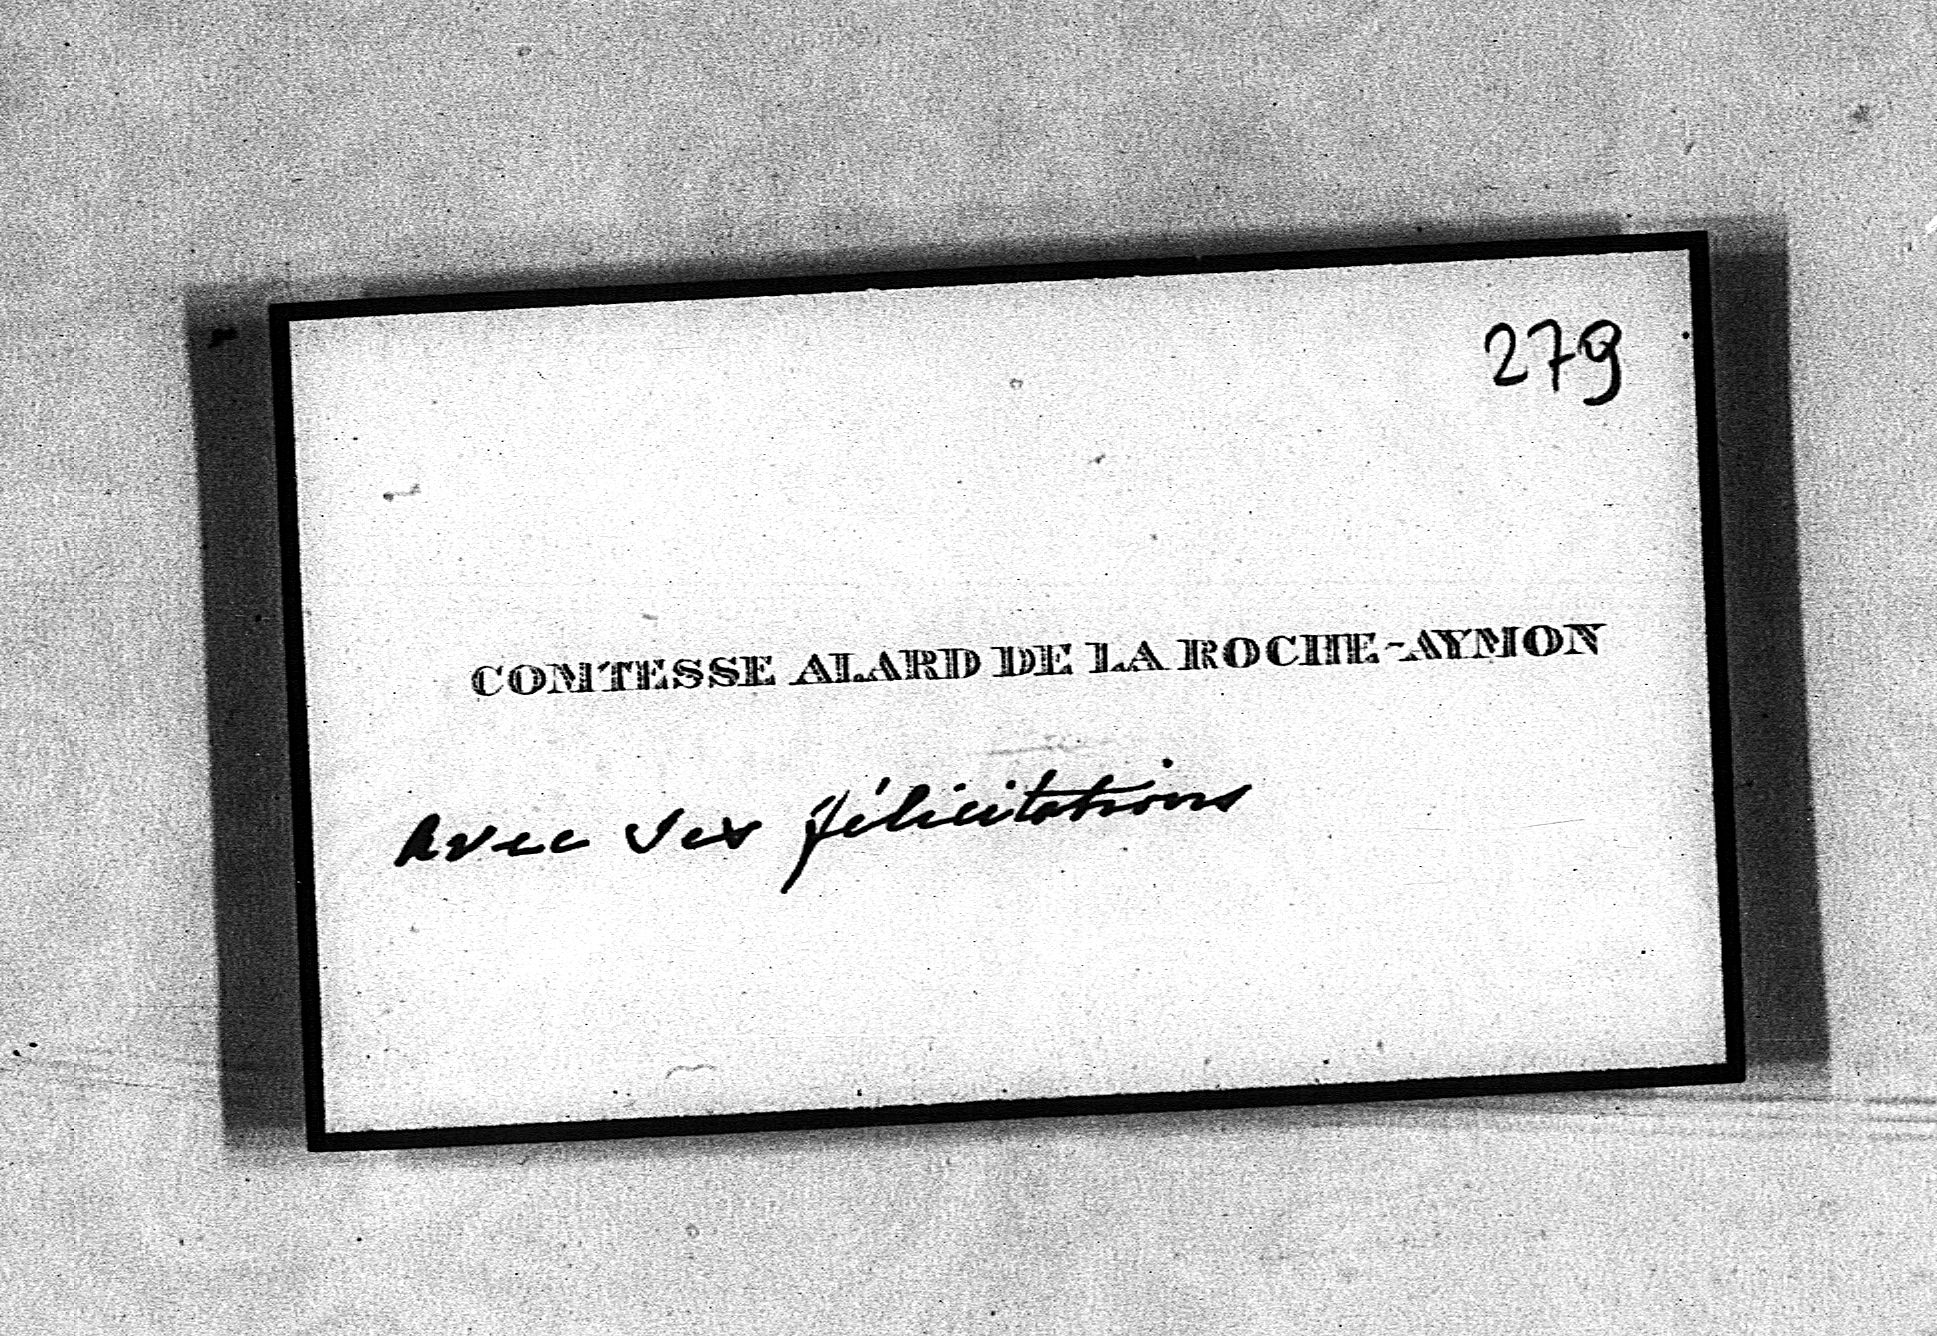 279
COMTESSE ALARD DE LA ROCHE-AYMON
avec ses félicitations